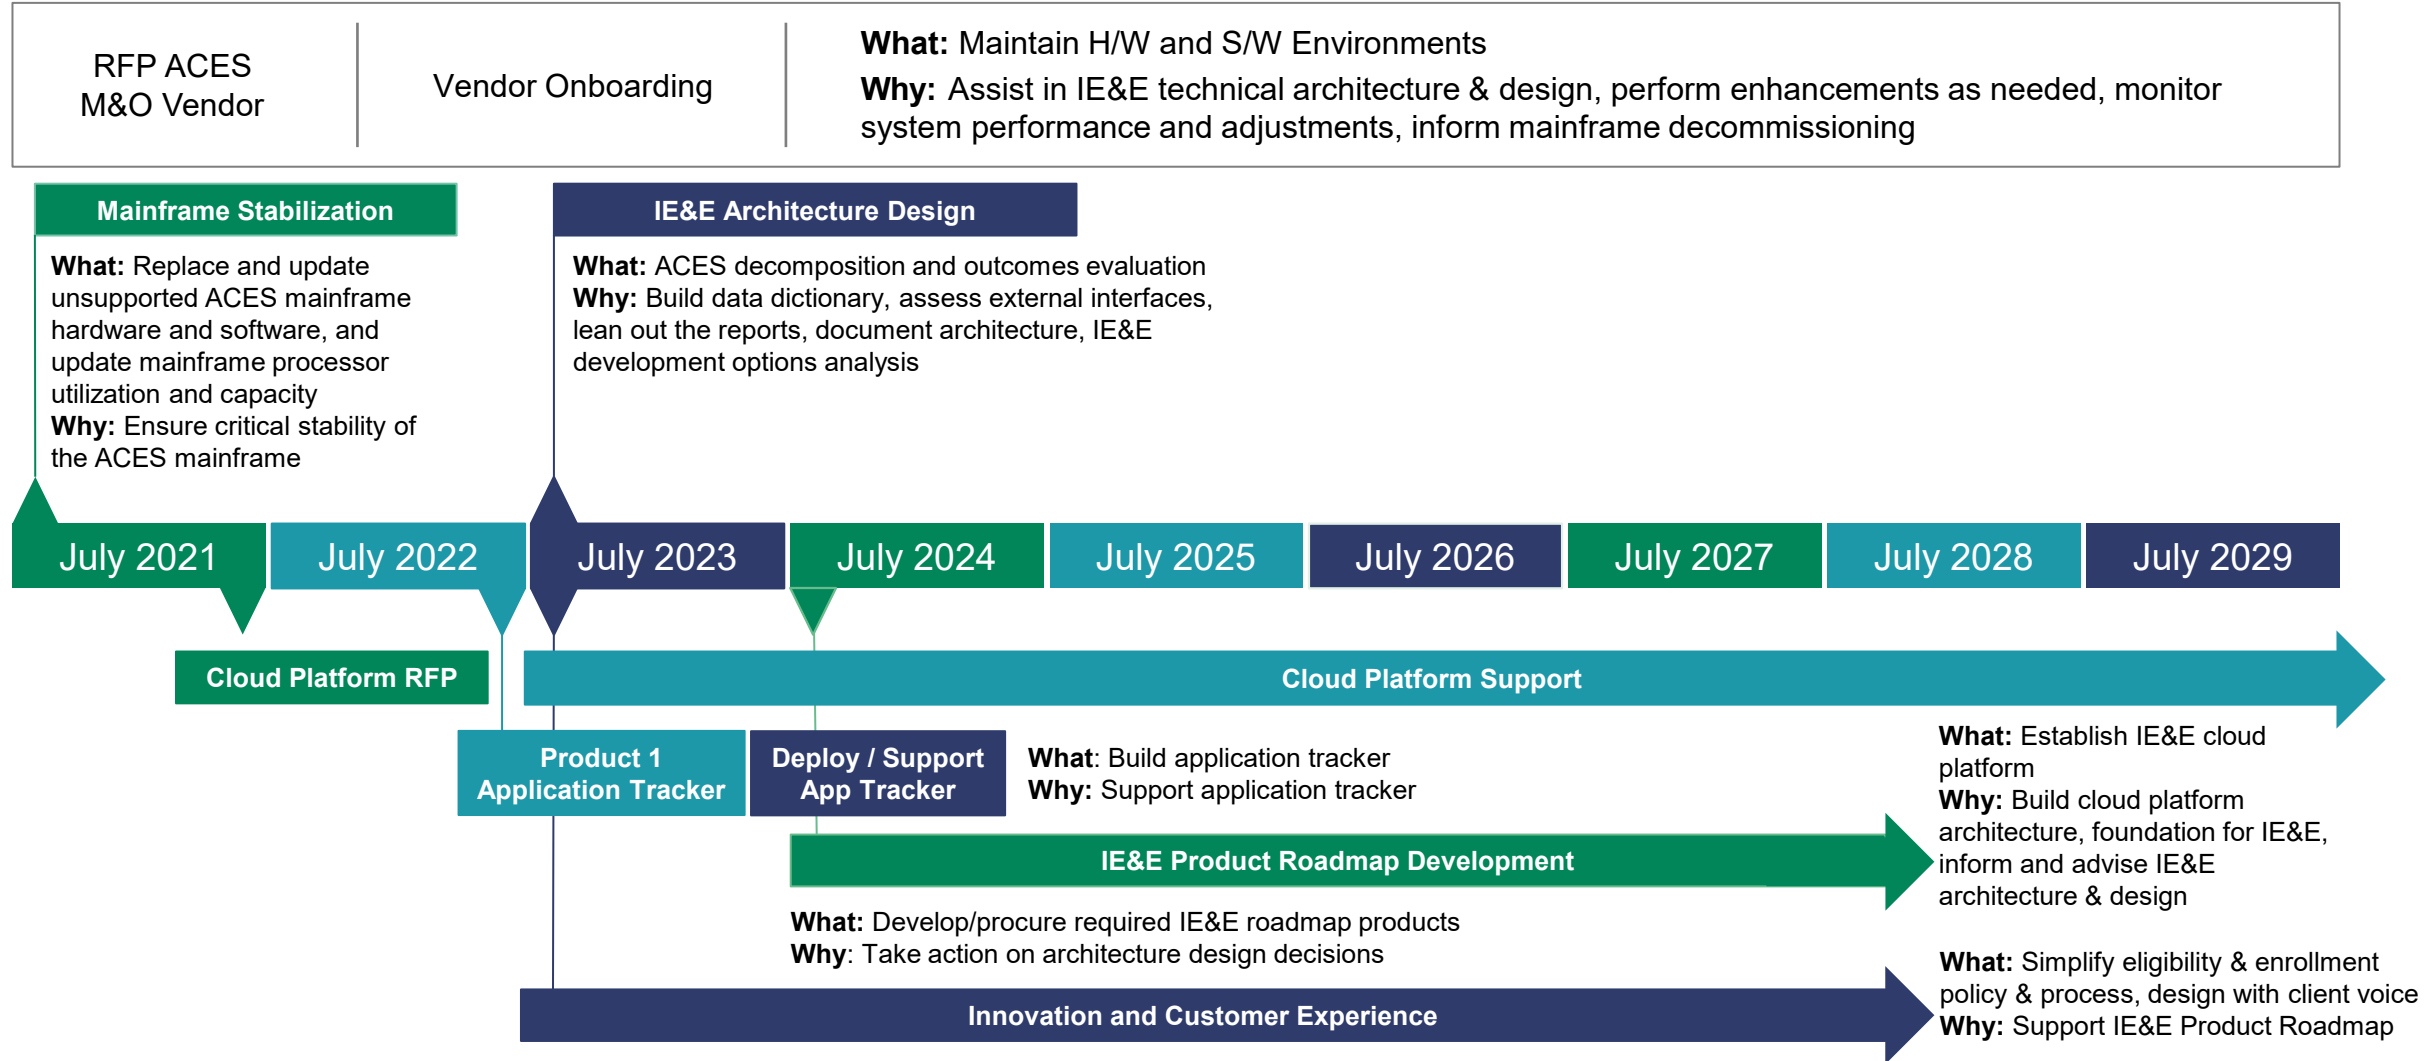 RFP ACES
M&O Vendor
Vendor Onboarding
What: Maintain H/W and S/W Environments
Why: Assist in IE&E technical architecture & design, perform enhancements as needed, monitor
system performance and adjustments, inform mainframe decommissioning
Mainframe Stabilization
What: Replace and update
unsupported ACES mainframe
hardware and software, and
update mainframe processor
utilization and capacity
Why: Ensure critical stability of
the ACES mainframe
IE&E Architecture Design
What: ACES decomposition and outcomes evaluation
Why: Build data dictionary, assess external interfaces,
lean out the reports, document architecture, IE&E
development options analysis
July 2021
July 2022
July 2023
July 2024
July 2025
July 2026
July 2027
July 2028
July 2029
Cloud Platform RFP
Cloud Platform Support
Product 1
Application Tracker
Deploy / Support
App Tracker
What: Build application tracker
Why: Support application tracker
What: Establish IE&E cloud
platform
Why: Build cloud platform
architecture, foundation for IE&E,
inform and advise IE&E
architecture & design
IE&E Product Roadmap Development
What: Develop/procure required IE&E roadmap products
Why: Take action on architecture design decisions
Innovation and Customer Experience
What: Simplify eligibility & enrollment
policy & process, design with client voice
Why: Support IE&E Product Roadmap